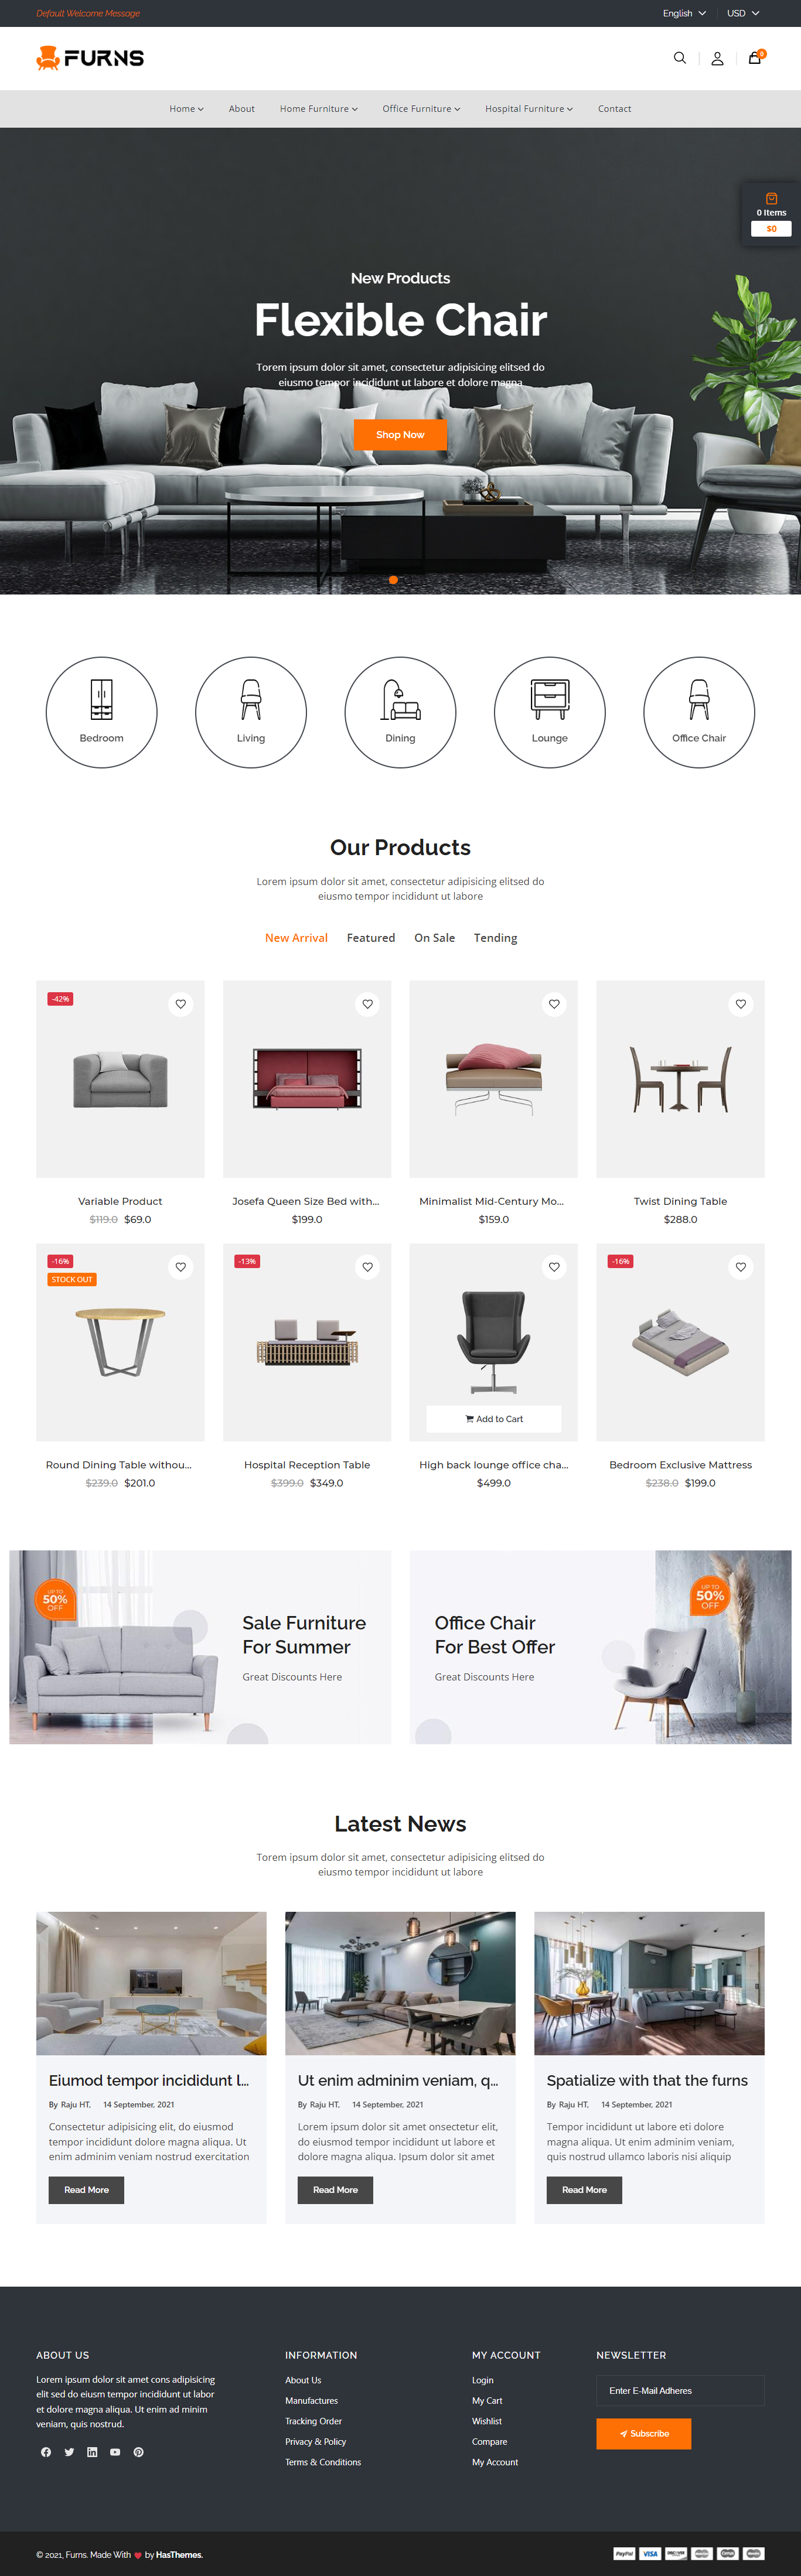 Default Welcome Message
English
USD
FURNS
0
Home
About
Home Furniture
Office Furniture
Hospital Furniture
Contact
0 Items
$0
New Products
Flexible Chair
Torem ipsum dolor sit amet, consectetur adipisicing elitsed do
eiusmo tempor incididunt ut labore et dolore magna
Shop Now
Bedroom
Living
Dining
Lounge
Office Chair
Our Products
Lorem ipsum dolor sit amet, consectetur adipisicing elitsed do
eiusmo tempor incididunt ut labore
New Arrival
Featured
On Sale
Tending
-42%
Variable Product
$119.0 $69.0
Josefa Queen Size Bed with...
$199.0
Minimalist Mid-Century Mo...
$159.0
Twist Dining Table
$288.0
-16%
STOCK OUT
Round Dining Table withou...
$239.0 $201.0
-13%
Hospital Reception Table
$399.0 $349.0
Add to Cart
High back lounge office cha...
$499.0
-16%
Bedroom Exclusive Mattress
$238.0 $199.0
UP TO
50%
OFF
Sale Furniture
For Summer
Great Discounts Here
Office Chair
For Best Offer
Great Discounts Here
UP TO
50%
OFF
Latest News
Torem ipsum dolor sit amet, consectetur adipisicing elitsed do
eiusmo tempor incididunt ut labore
Eiumod tempor incididunt l...
By Raju HT, 14 September, 2021
Consectetur adipisicing elit, do eiusmod
tempor incididunt dolore magna aliqua. Ut
enim adminim veniam nostrud exercitation
Read More
Ut enim adminim veniam, q...
By Raju HT, 14 September, 2021
Lorem ipsum dolor sit amet onsectetur elit,
do eiusmod tempor incididunt ut labore et
dolore magna aliqua. Ipsum dolor sit amet
Read More
Spatialize with that the furns
By Raju HT, 14 September, 2021
Tempor incididunt ut labore eti dolore
magna aliqua. Ut enim adminim veniam,
quis nostrud ullamco laboris nisi aliquip
Read More
ABOUT US
Lorem ipsum dolor sit amet cons adipisicing
elit sed do eiusm tempor incididunt ut labor
et dolore magna aliqua. Ut enim ad minim
veniam, quis nostrud.
INFORMATION
About Us
Manufactures
Tracking Order
Privacy & Policy
Terms & Conditions
MY ACCOUNT
Login
My Cart
Wishlist
Compare
My Account
NEWSLETTER
Enter E-Mail Adheres
Subscribe
© 2021, Furns. Made With by HasThemes.
PayPal
VISA
DISCOVER